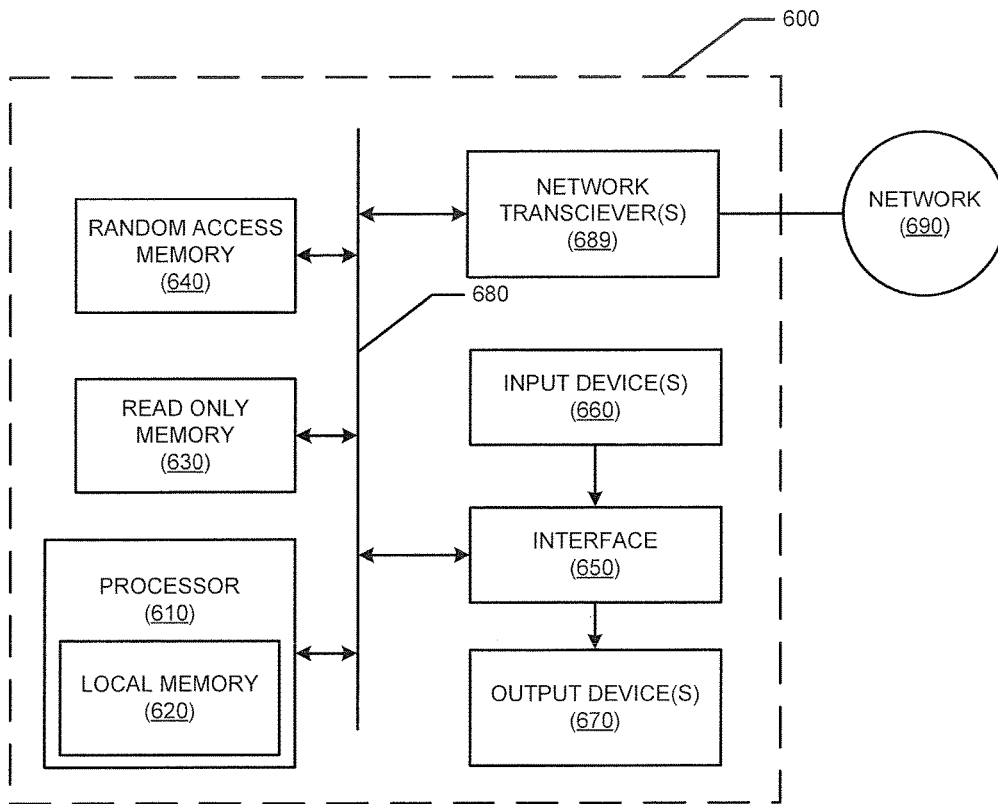 600
NETWORK
TRANSCIEVER(S)
(689)
NETWORK
(690)
RANDOM ACCESS
MEMORY
(640)
680
INPUT DEVICE(S)
(660)
READ ONLY
MEMORY
(630)
INTERFACE
(650)
PROCESSOR
(610)
LOCAL MEMORY
(620)
OUTPUT DEVICE(S)
(670)